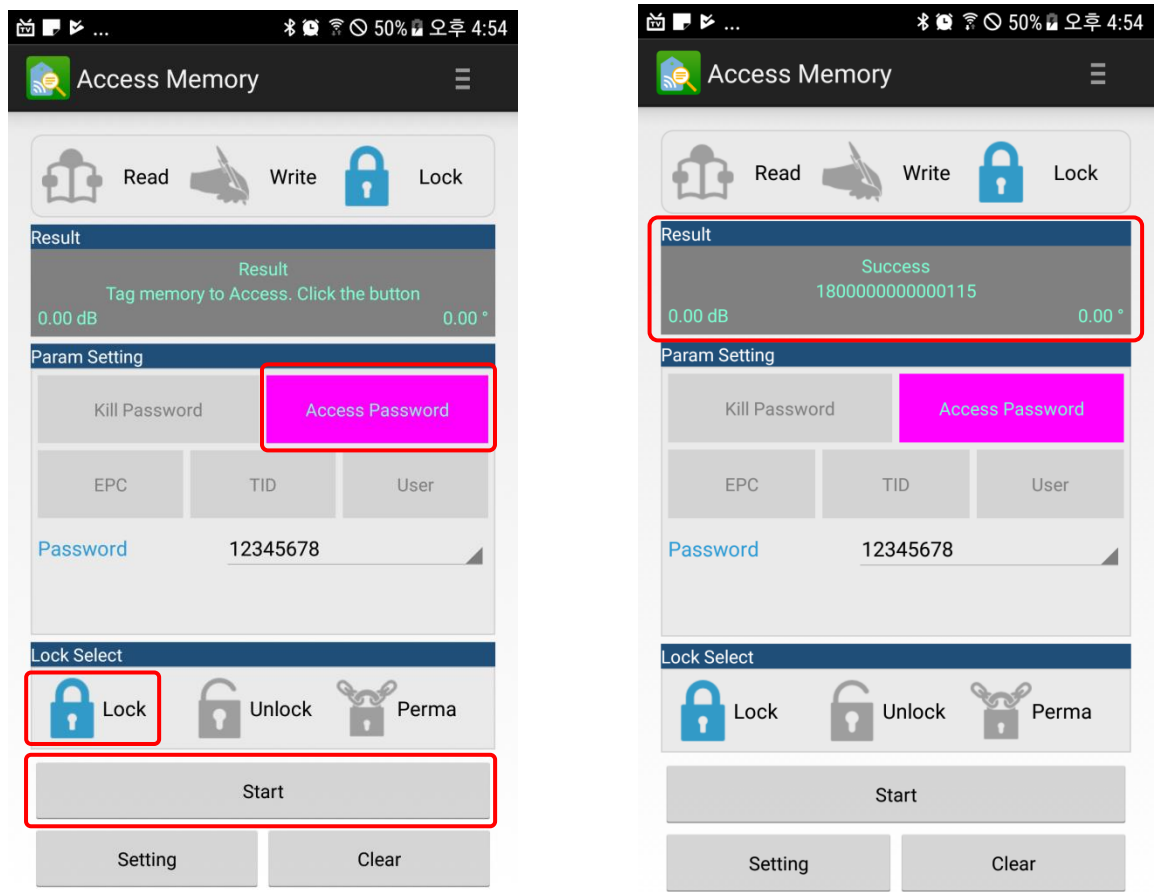 ... 50% 오후 4:54
Access Memory
Read Write Lock
Result
Result
Tag memory to Access. Click the button
0.00 dB 0.00 °
Param Setting
Kill Password Access Password
EPC TID User
Password 12345678
Lock Select
Lock Unlock Perma
Start
Setting Clear
... 50% 오후 4:54
Access Memory
Read Write Lock
Result
Success
1800000000000115
0.00 dB 0.00 °
Param Setting
Kill Password Access Password
EPC TID User
Password 12345678
Lock Select
Lock Unlock Perma
Start
Setting Clear